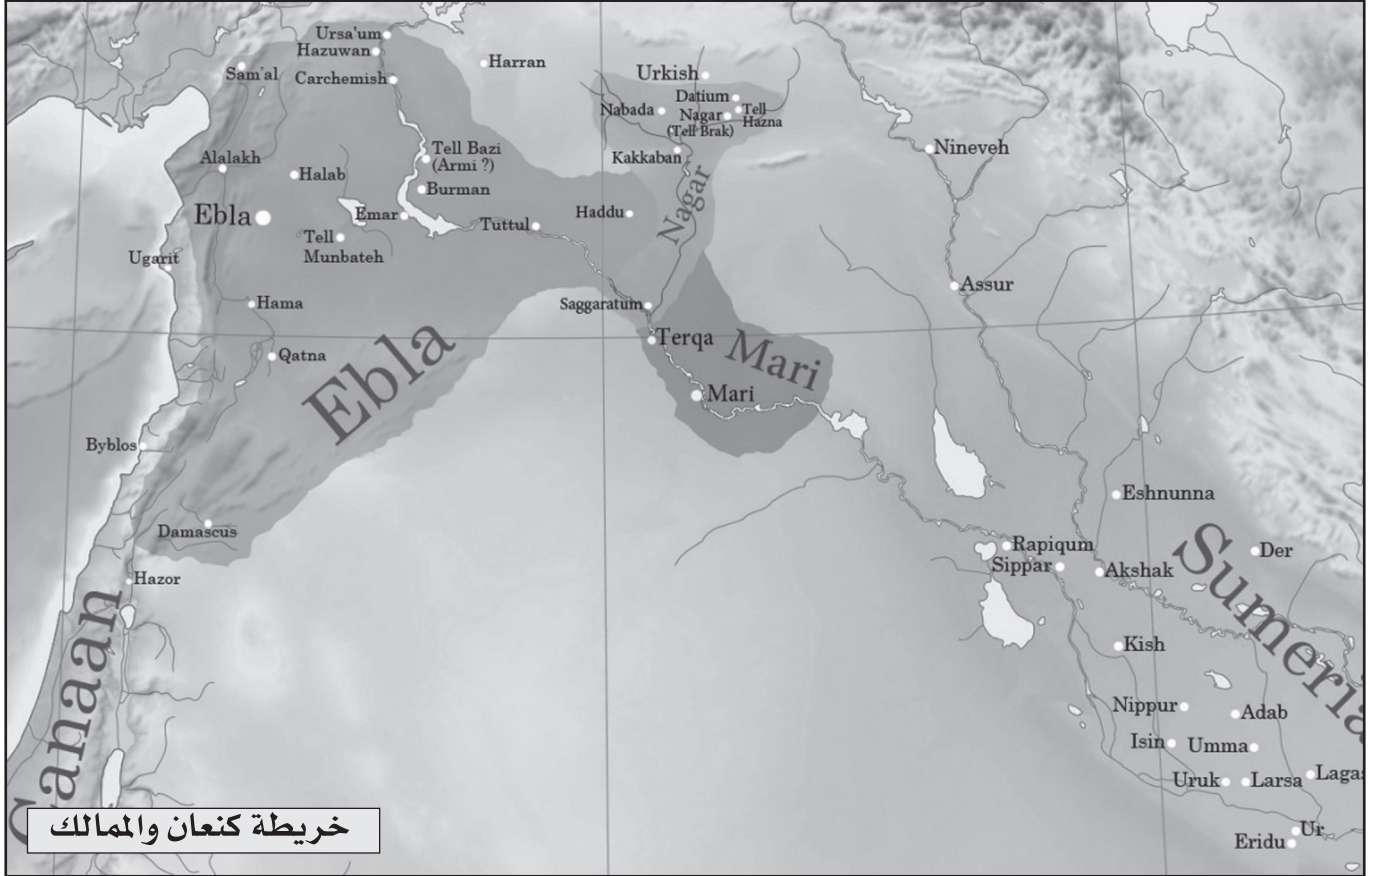 Ursa'um
Hazuwan
Harran
Sam'al
Carchemish
Urkish
Datium
Nabada
Nagar
(Tell Brak)
Tell
Hazna
Kakkaban
Nineveh
Alalakh
Halab
Tell Bazi
(Armi ?)
Burman
Ebla
Emar
Tuttul
Haddu
Nagar
Tell
Munbateh
Ugarit
Hama
Saggaratum
Assur
Qatna
Ebla
Terqa
Mari
Mari
Byblos
Eshnunna
Damascus
Sumeria
Der
Rapiqum
Sippar
Akshak
Hazor
Canaan
Kish
Nippur
Adab
Isin
Umma
Uruk
Larsa
Lagas
Ur
Eridu
خريطة كنعان والممالك